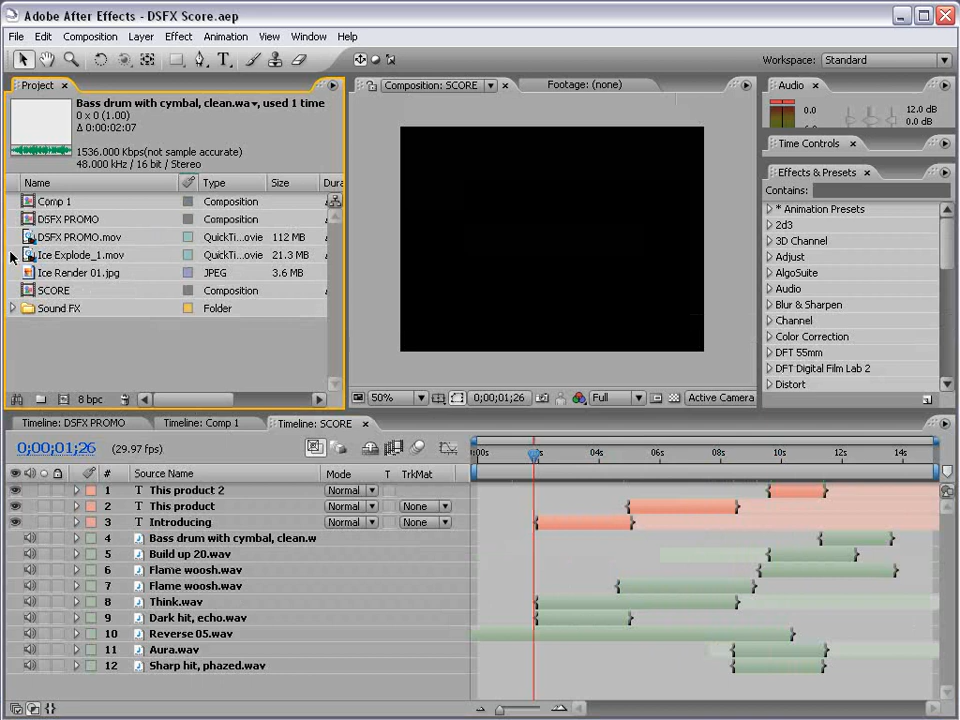 Adobe After Effects - DSFX Score.aep
File Edit Composition Layer Effect Animation View Window Help
Workspace: Standard
Project
Bass drum with cymbal, clean.wa, used 1 time
0 x 0 (1.00)
Δ 0:00:02:07
1536.000 Kbps(not sample accurate)
48.000 kHz / 16 bit / Stereo
Name Type Size Dura
Comp 1 Composition
DSFX PROMO Composition
DSFX PROMO.mov QuickTi...ovie 112 MB
Ice Explode_1.mov QuickTi...ovie 21.3 MB
Ice Render 01.jpg JPEG 3.6 MB
SCORE Composition
Sound FX Folder
8 bpc
Composition: SCORE
Footage: (none)
50% 0;00;01;26 Full Active Camera
Audio
0.0 12.0 dB
0.0 dB
Time Controls
Effects & Presets
Contains:
* Animation Presets
2d3
3D Channel
Adjust
AlgoSuite
Audio
Blur & Sharpen
Channel
Color Correction
DFT 55mm
DFT Digital Film Lab 2
Distort
Timeline: DSFX PROMO Timeline: Comp 1 Timeline: SCORE
0;00;01;26 (29.97 fps)
:00s 04s 06s 08s 10s 12s 14s
# Source Name Mode T TrkMat
1 T This product 2 Normal
2 T This product Normal None
3 T Introducing Normal None
4 Bass drum with cymbal, clean.w
5 Build up 20.wav
6 Flame woosh.wav
7 Flame woosh.wav
8 Think.wav
9 Dark hit, echo.wav
10 Reverse 05.wav
11 Aura.wav
12 Sharp hit, phazed.wav